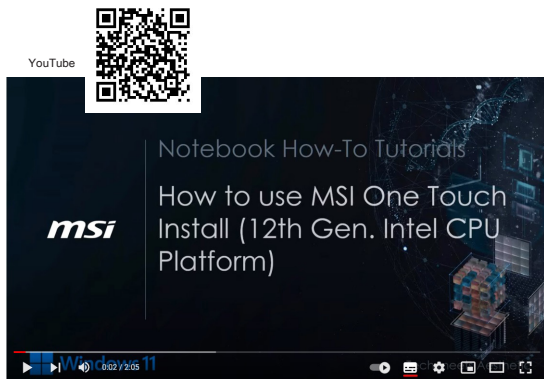 YouTube
Notebook How-To Tutorials
msi
How to use MSI One Touch
Install (12th Gen. Intel CPU
Platform)
Windows 11
0:02 / 2:05